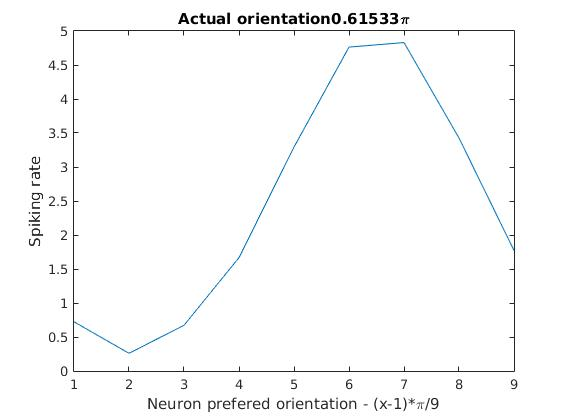 Actual orientation0.61533π
5
4.5
4
3.5
3
2.5
2
1.5
1
0.5
0
Spiking rate
1 2 3 4 5 6 7 8 9
Neuron prefered orientation - (x-1)*π/9